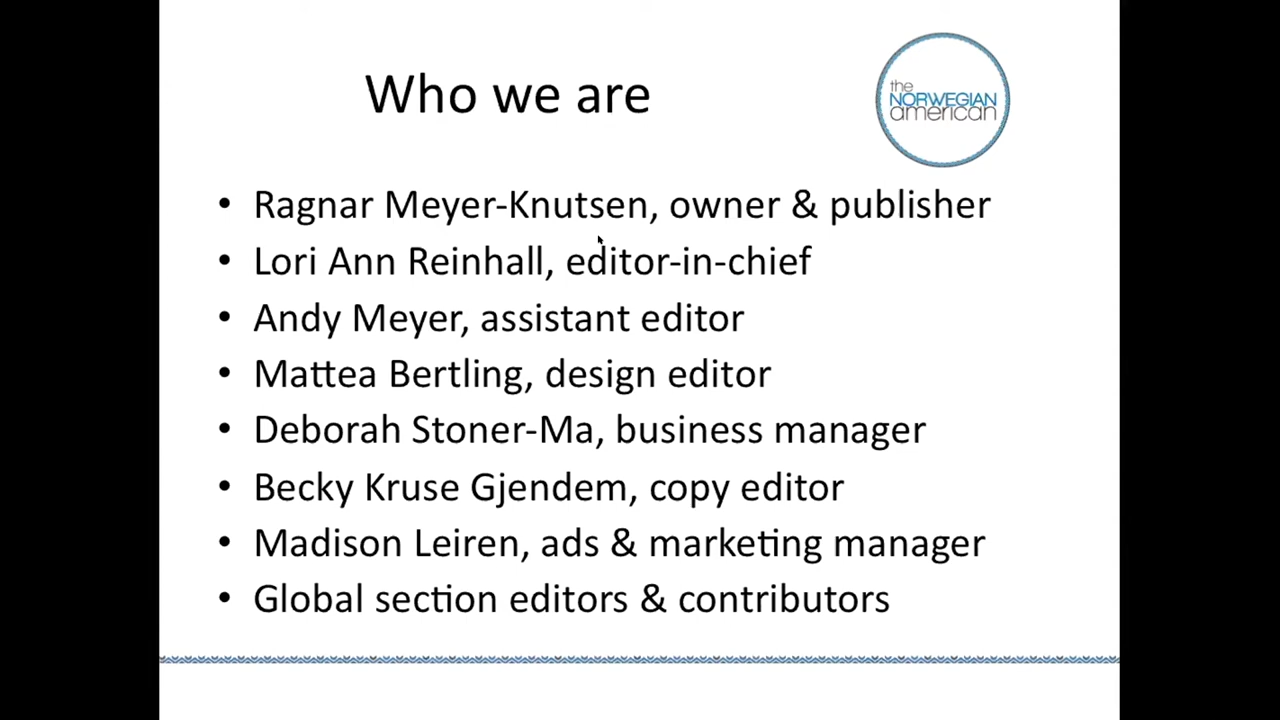 Who we are
the
NORWEGIAN
american
• Ragnar Meyer-Knutsen, owner & publisher
• Lori Ann Reinhall, editor-in-chief
• Andy Meyer, assistant editor
• Mattea Bertling, design editor
• Deborah Stoner-Ma, business manager
• Becky Kruse Gjendem, copy editor
• Madison Leiren, ads & marketing manager
• Global section editors & contributors